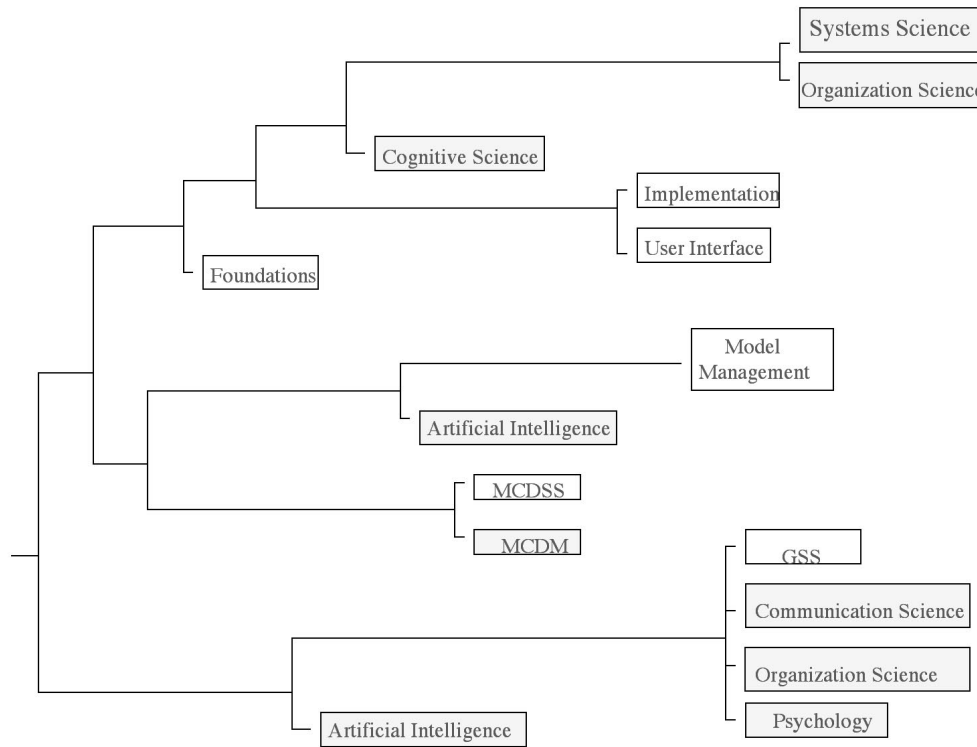 Systems Science
Organization Science
Cognitive Science
Implementation
User Interface
Foundations
Model
Management
Artificial Intelligence
MCDSS
MCDM
GSS
Communication Science
Organization Science
Psychology
Artificial Intelligence